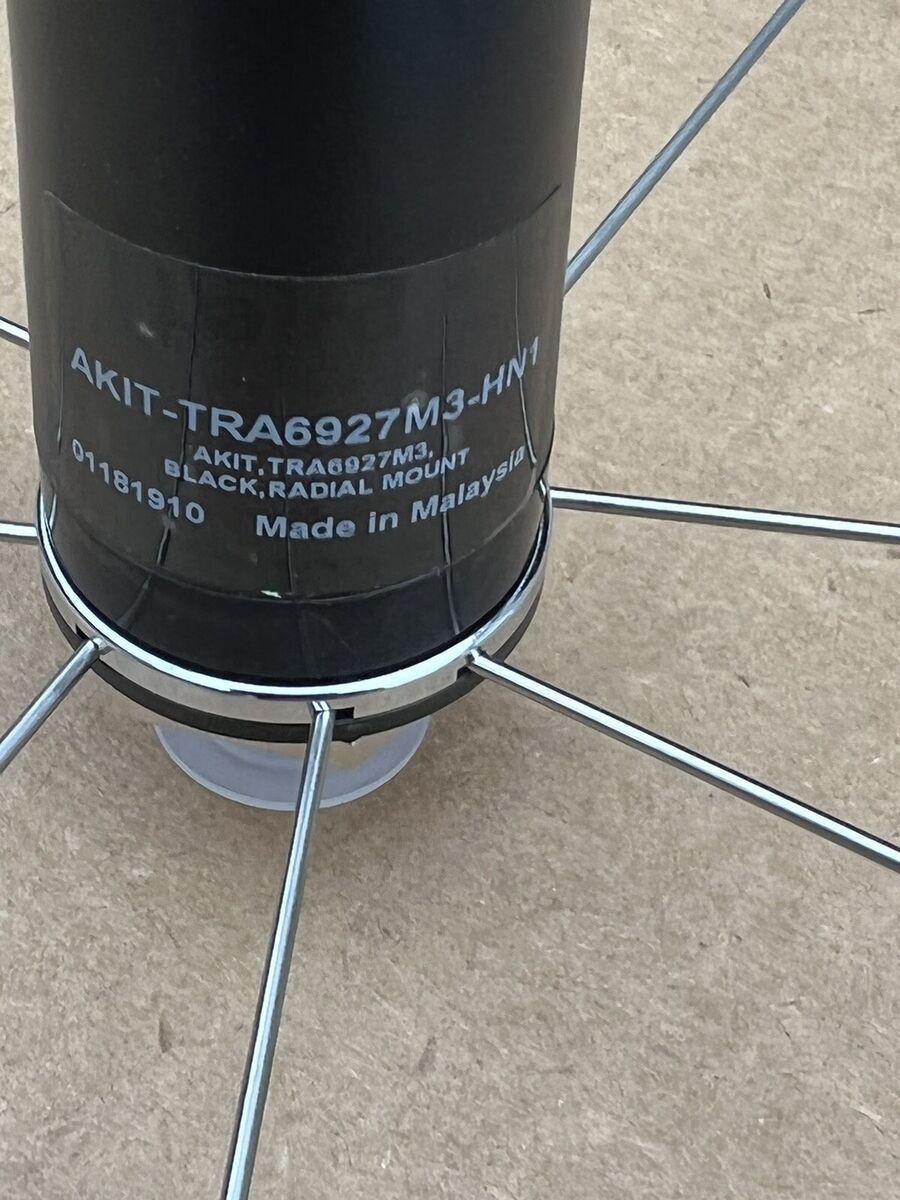 AKIT-TRA6927M3-HN1
AKIT,TRA6927M3,
BLACK,RADIAL MOUNT
01181910 Made in Malaysia